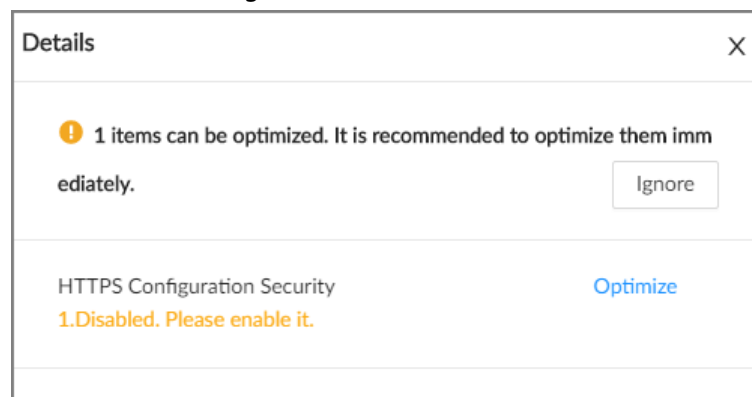 Details
X
1 items can be optimized. It is recommended to optimize them imm
ediately.
Ignore
HTTPS Configuration Security
Optimize
1.Disabled. Please enable it.